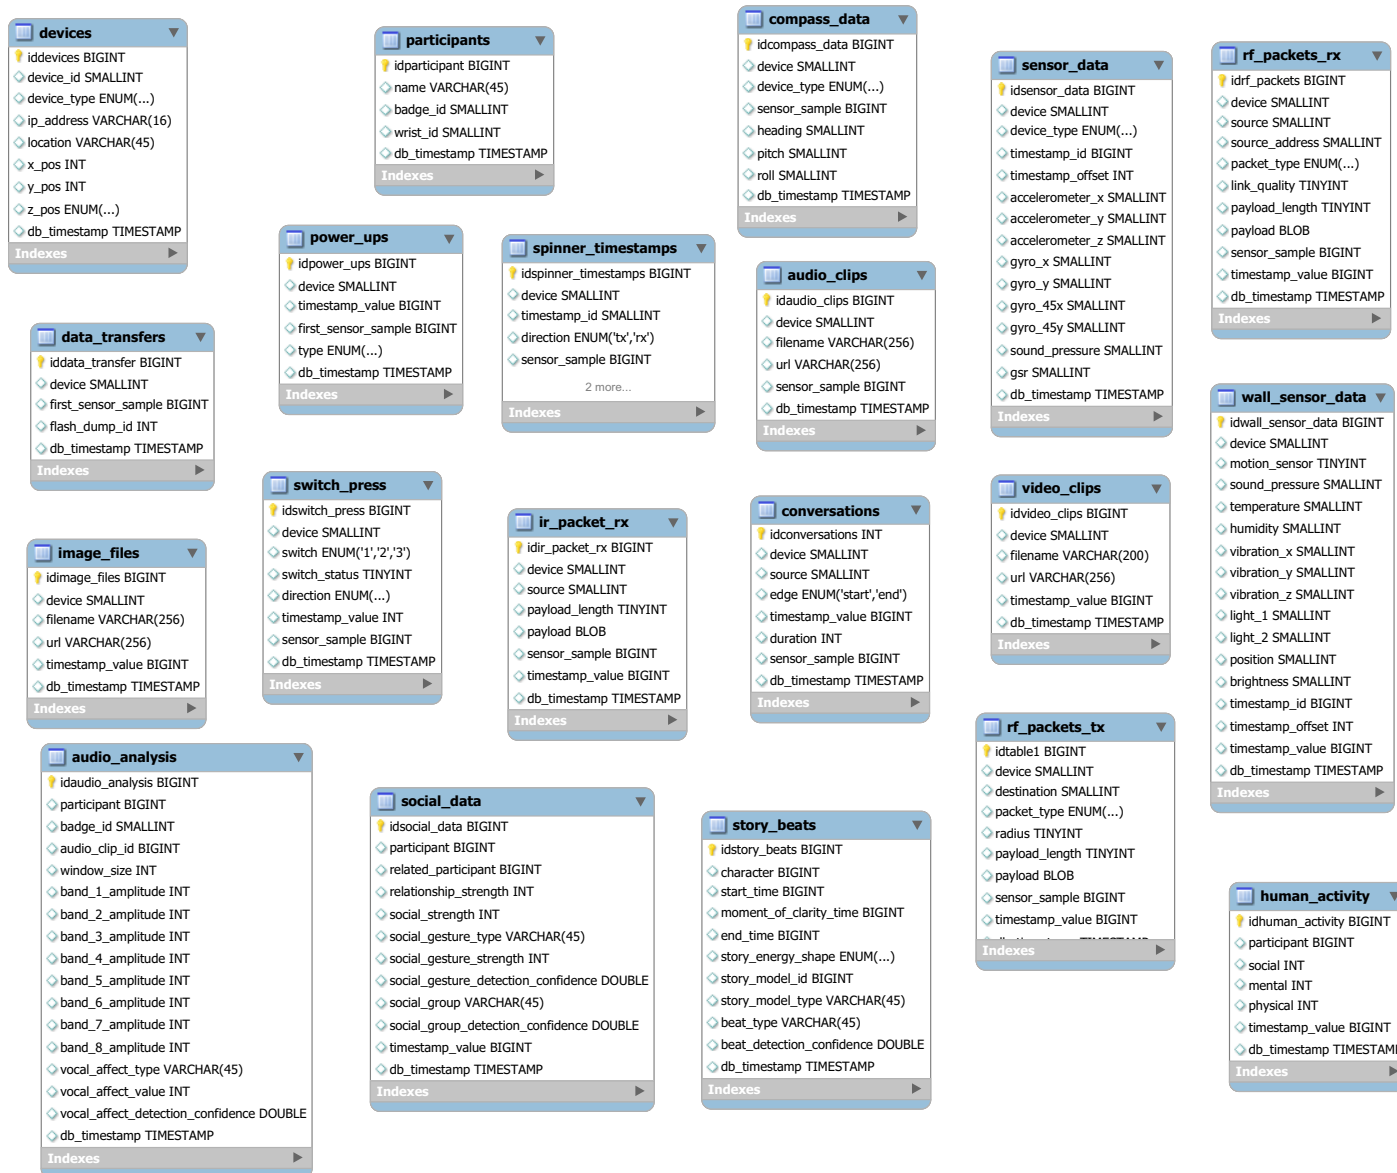 devices
iddevices BIGINT
device_id SMALLINT
device_type ENUM(...)
ip_address VARCHAR(16)
location VARCHAR(45)
x_pos INT
y_pos INT
z_pos ENUM(...)
db_timestamp TIMESTAMP
Indexes
participants
idparticipant BIGINT
name VARCHAR(45)
badge_id SMALLINT
wrist_id SMALLINT
db_timestamp TIMESTAMP
Indexes
compass_data
idcompass_data BIGINT
device SMALLINT
device_type ENUM(...)
sensor_sample BIGINT
heading SMALLINT
pitch SMALLINT
roll SMALLINT
db_timestamp TIMESTAMP
Indexes
sensor_data
idsensor_data BIGINT
device SMALLINT
device_type ENUM(...)
timestamp_id BIGINT
timestamp_offset INT
accelerometer_x SMALLINT
accelerometer_y SMALLINT
accelerometer_z SMALLINT
gyro_x SMALLINT
gyro_y SMALLINT
gyro_45x SMALLINT
gyro_45y SMALLINT
sound_pressure SMALLINT
gsr SMALLINT
db_timestamp TIMESTAMP
Indexes
rf_packets_rx
idrf_packets BIGINT
device SMALLINT
source SMALLINT
source_address SMALLINT
packet_type ENUM(...)
link_quality TINYINT
payload_length TINYINT
payload BLOB
sensor_sample BIGINT
timestamp_value BIGINT
db_timestamp TIMESTAMP
Indexes
power_ups
idpower_ups BIGINT
device SMALLINT
timestamp_value BIGINT
first_sensor_sample BIGINT
type ENUM(...)
db_timestamp TIMESTAMP
Indexes
spinner_timestamps
idspinner_timestamps BIGINT
device SMALLINT
timestamp_id SMALLINT
direction ENUM('tx','rx')
sensor_sample BIGINT
2 more...
Indexes
audio_clips
idaudio_clips BIGINT
device SMALLINT
filename VARCHAR(256)
url VARCHAR(256)
sensor_sample BIGINT
db_timestamp TIMESTAMP
Indexes
data_transfers
iddata_transfer BIGINT
device SMALLINT
first_sensor_sample BIGINT
flash_dump_id INT
db_timestamp TIMESTAMP
Indexes
wall_sensor_data
idwall_sensor_data BIGINT
device SMALLINT
motion_sensor TINYINT
sound_pressure SMALLINT
temperature SMALLINT
humidity SMALLINT
vibration_x SMALLINT
vibration_y SMALLINT
vibration_z SMALLINT
light_1 SMALLINT
light_2 SMALLINT
position SMALLINT
brightness SMALLINT
timestamp_id BIGINT
timestamp_offset INT
timestamp_value BIGINT
db_timestamp TIMESTAMP
Indexes
switch_press
idswitch_press BIGINT
device SMALLINT
switch ENUM('1','2','3')
switch_status TINYINT
direction ENUM(...)
timestamp_value INT
sensor_sample BIGINT
db_timestamp TIMESTAMP
Indexes
ir_packet_rx
idir_packet_rx BIGINT
device SMALLINT
source SMALLINT
payload_length TINYINT
payload BLOB
sensor_sample BIGINT
timestamp_value BIGINT
db_timestamp TIMESTAMP
Indexes
conversations
idconversations INT
device SMALLINT
source SMALLINT
edge ENUM('start','end')
timestamp_value BIGINT
duration INT
sensor_sample BIGINT
db_timestamp TIMESTAMP
Indexes
video_clips
idvideo_clips BIGINT
device SMALLINT
filename VARCHAR(200)
url VARCHAR(256)
timestamp_value BIGINT
db_timestamp TIMESTAMP
Indexes
image_files
idimage_files BIGINT
device SMALLINT
filename VARCHAR(256)
url VARCHAR(256)
timestamp_value BIGINT
db_timestamp TIMESTAMP
Indexes
audio_analysis
idaudio_analysis BIGINT
participant BIGINT
badge_id SMALLINT
audio_clip_id BIGINT
window_size INT
band_1_amplitude INT
band_2_amplitude INT
band_3_amplitude INT
band_4_amplitude INT
band_5_amplitude INT
band_6_amplitude INT
band_7_amplitude INT
band_8_amplitude INT
vocal_affect_type VARCHAR(45)
vocal_affect_value INT
vocal_affect_detection_confidence DOUBLE
db_timestamp TIMESTAMP
Indexes
social_data
idsocial_data BIGINT
participant BIGINT
related_participant BIGINT
relationship_strength INT
social_strength INT
social_gesture_type VARCHAR(45)
social_gesture_strength INT
social_gesture_detection_confidence DOUBLE
social_group VARCHAR(45)
social_group_detection_confidence DOUBLE
timestamp_value BIGINT
db_timestamp TIMESTAMP
Indexes
story_beats
idstory_beats BIGINT
character BIGINT
start_time BIGINT
moment_of_clarity_time BIGINT
end_time BIGINT
story_energy_shape ENUM(...)
story_model_id BIGINT
story_model_type VARCHAR(45)
beat_type VARCHAR(45)
beat_detection_confidence DOUBLE
db_timestamp TIMESTAMP
Indexes
rf_packets_tx
idtable1 BIGINT
device SMALLINT
destination SMALLINT
packet_type ENUM(...)
radius TINYINT
payload_length TINYINT
payload BLOB
sensor_sample BIGINT
timestamp_value BIGINT
Indexes
human_activity
idhuman_activity BIGINT
participant BIGINT
social INT
mental INT
physical INT
timestamp_value BIGINT
db_timestamp TIMESTAM
Indexes